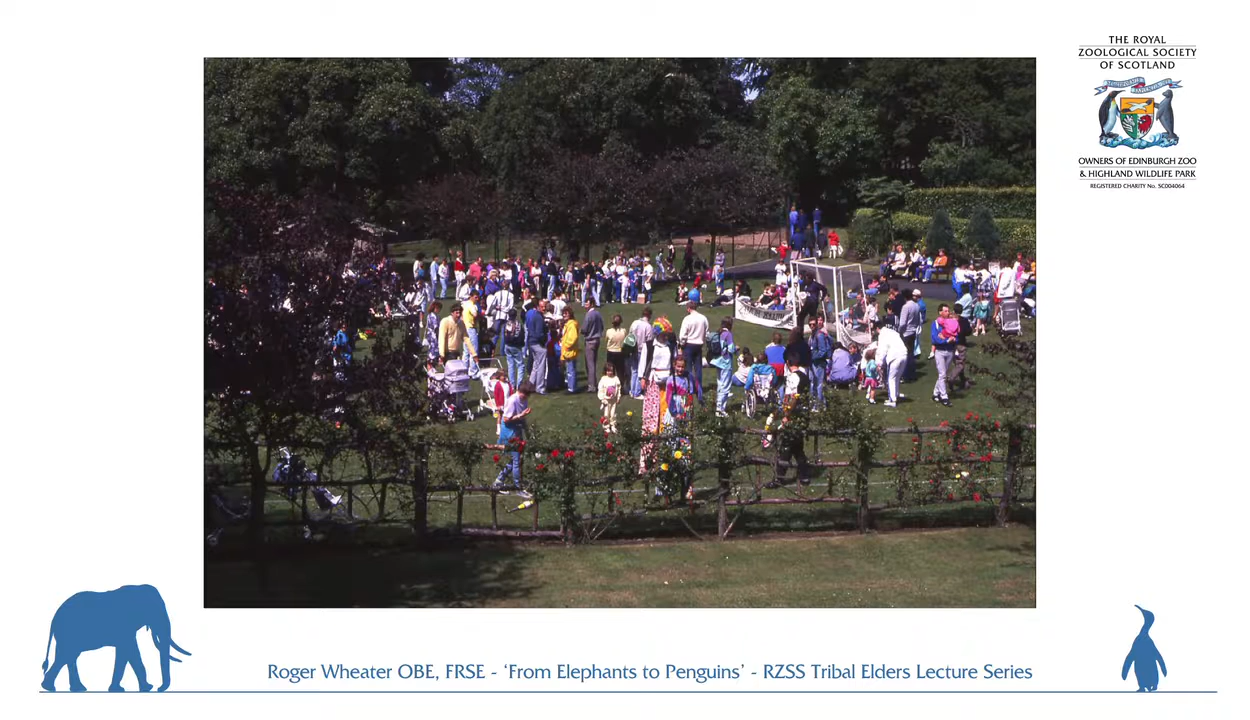 THE ROYAL
ZOOLOGICAL SOCIETY
OF SCOTLAND
OWNERS OF EDINBURGH ZOO
& HIGHLAND WILDLIFE PARK
REGISTERED CHARITY No. SC004064
Roger Wheater OBE, FRSE - ‘From Elephants to Penguins’ - RZSS Tribal Elders Lecture Series